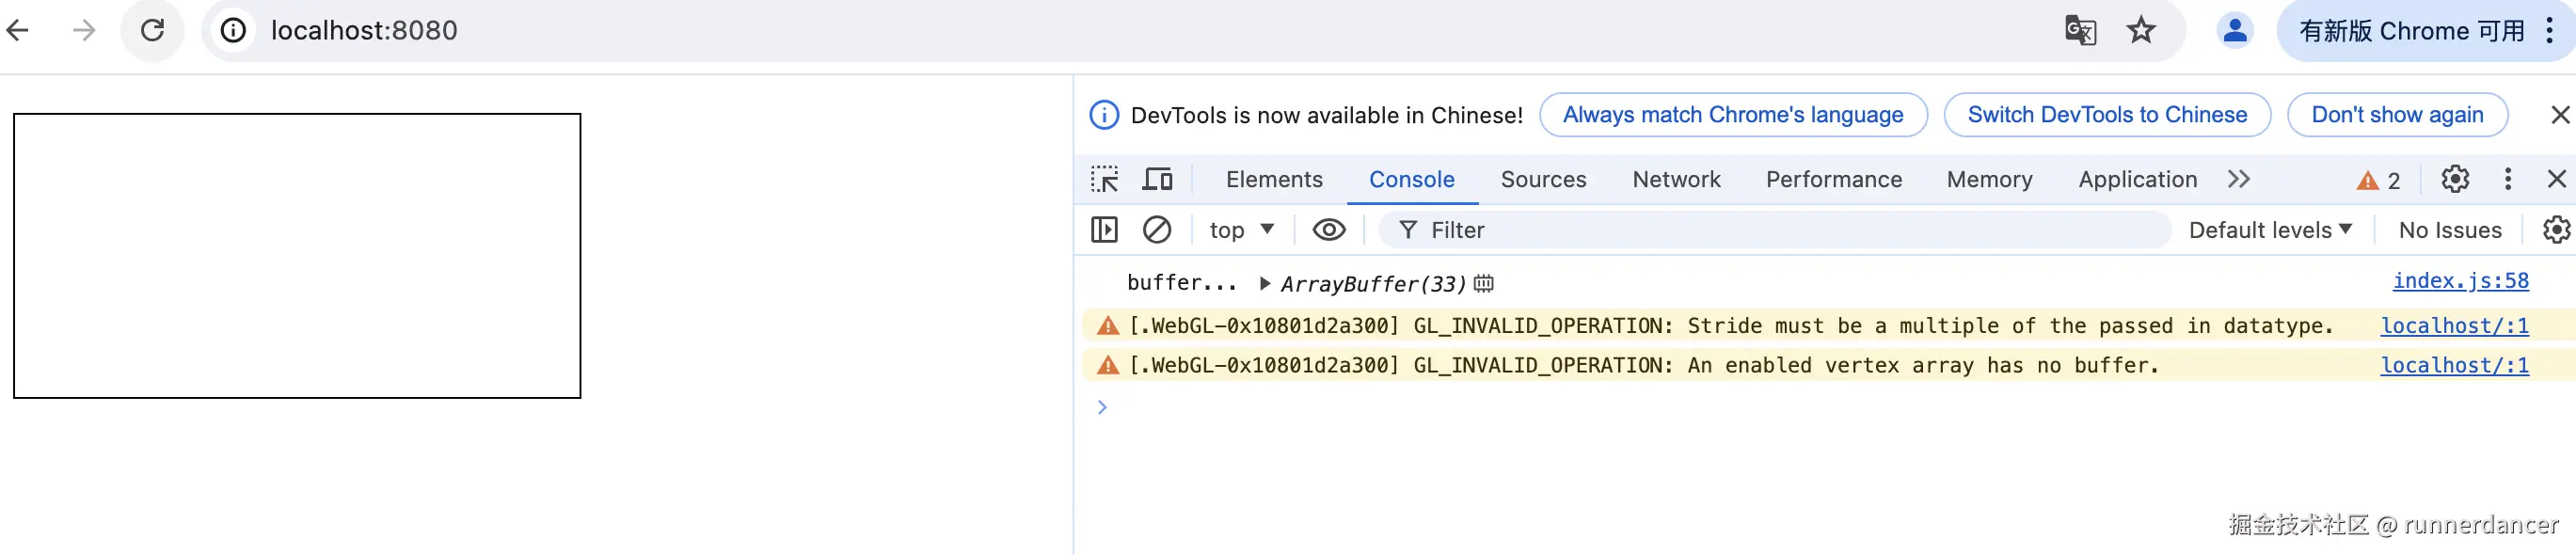 localhost:8080
有新版 Chrome 可用
DevTools is now available in Chinese! Always match Chrome's language Switch DevTools to Chinese Don't show again
Elements Console Sources Network Performance Memory Application 2
top Filter Default levels No Issues
buffer... ArrayBuffer(33) index.js:58
[.WebGL-0x10801d2a300] GL_INVALID_OPERATION: Stride must be a multiple of the passed in datatype. localhost/:1
[.WebGL-0x10801d2a300] GL_INVALID_OPERATION: An enabled vertex array has no buffer. localhost/:1
掘金技术社区 @ runnerdancer